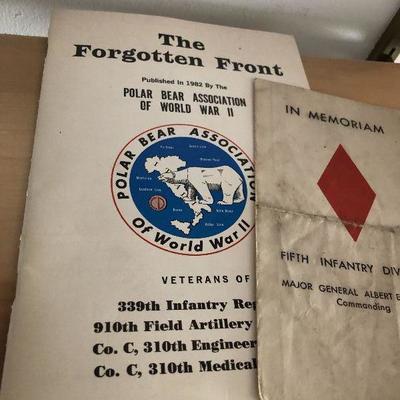 The
Forgotten Front
Published In 1982 By The
POLAR BEAR ASSOCIATION
OF WORLD WAR II
POLAR BEAR ASSOCIATION
Of World War II
VETERANS OF
339th Infantry Reg
910th Field Artillery
Co. C, 310th Engineer
Co. C, 310th Medical
IN MEMORIAM
FIFTH INFANTRY DIV
MAJOR GENERAL ALBERT E
Commanding